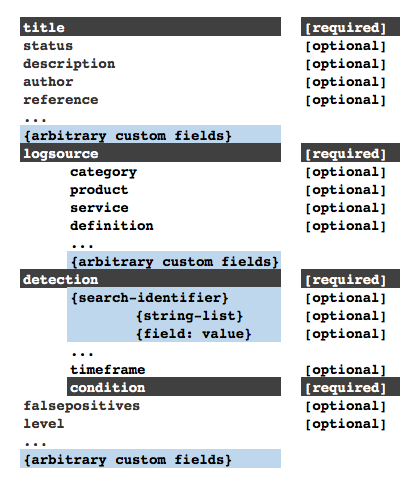 title [required]
status [optional]
description [optional]
author [optional]
reference [optional]
...
{arbitrary custom fields}
logsource [required]
category [optional]
product [optional]
service [optional]
definition [optional]
...
{arbitrary custom fields}
detection [required]
{search-identifier} [optional]
{string-list} [optional]
{field: value} [optional]
...
timeframe [optional]
condition [required]
falsepositives [optional]
level [optional]
...
{arbitrary custom fields}